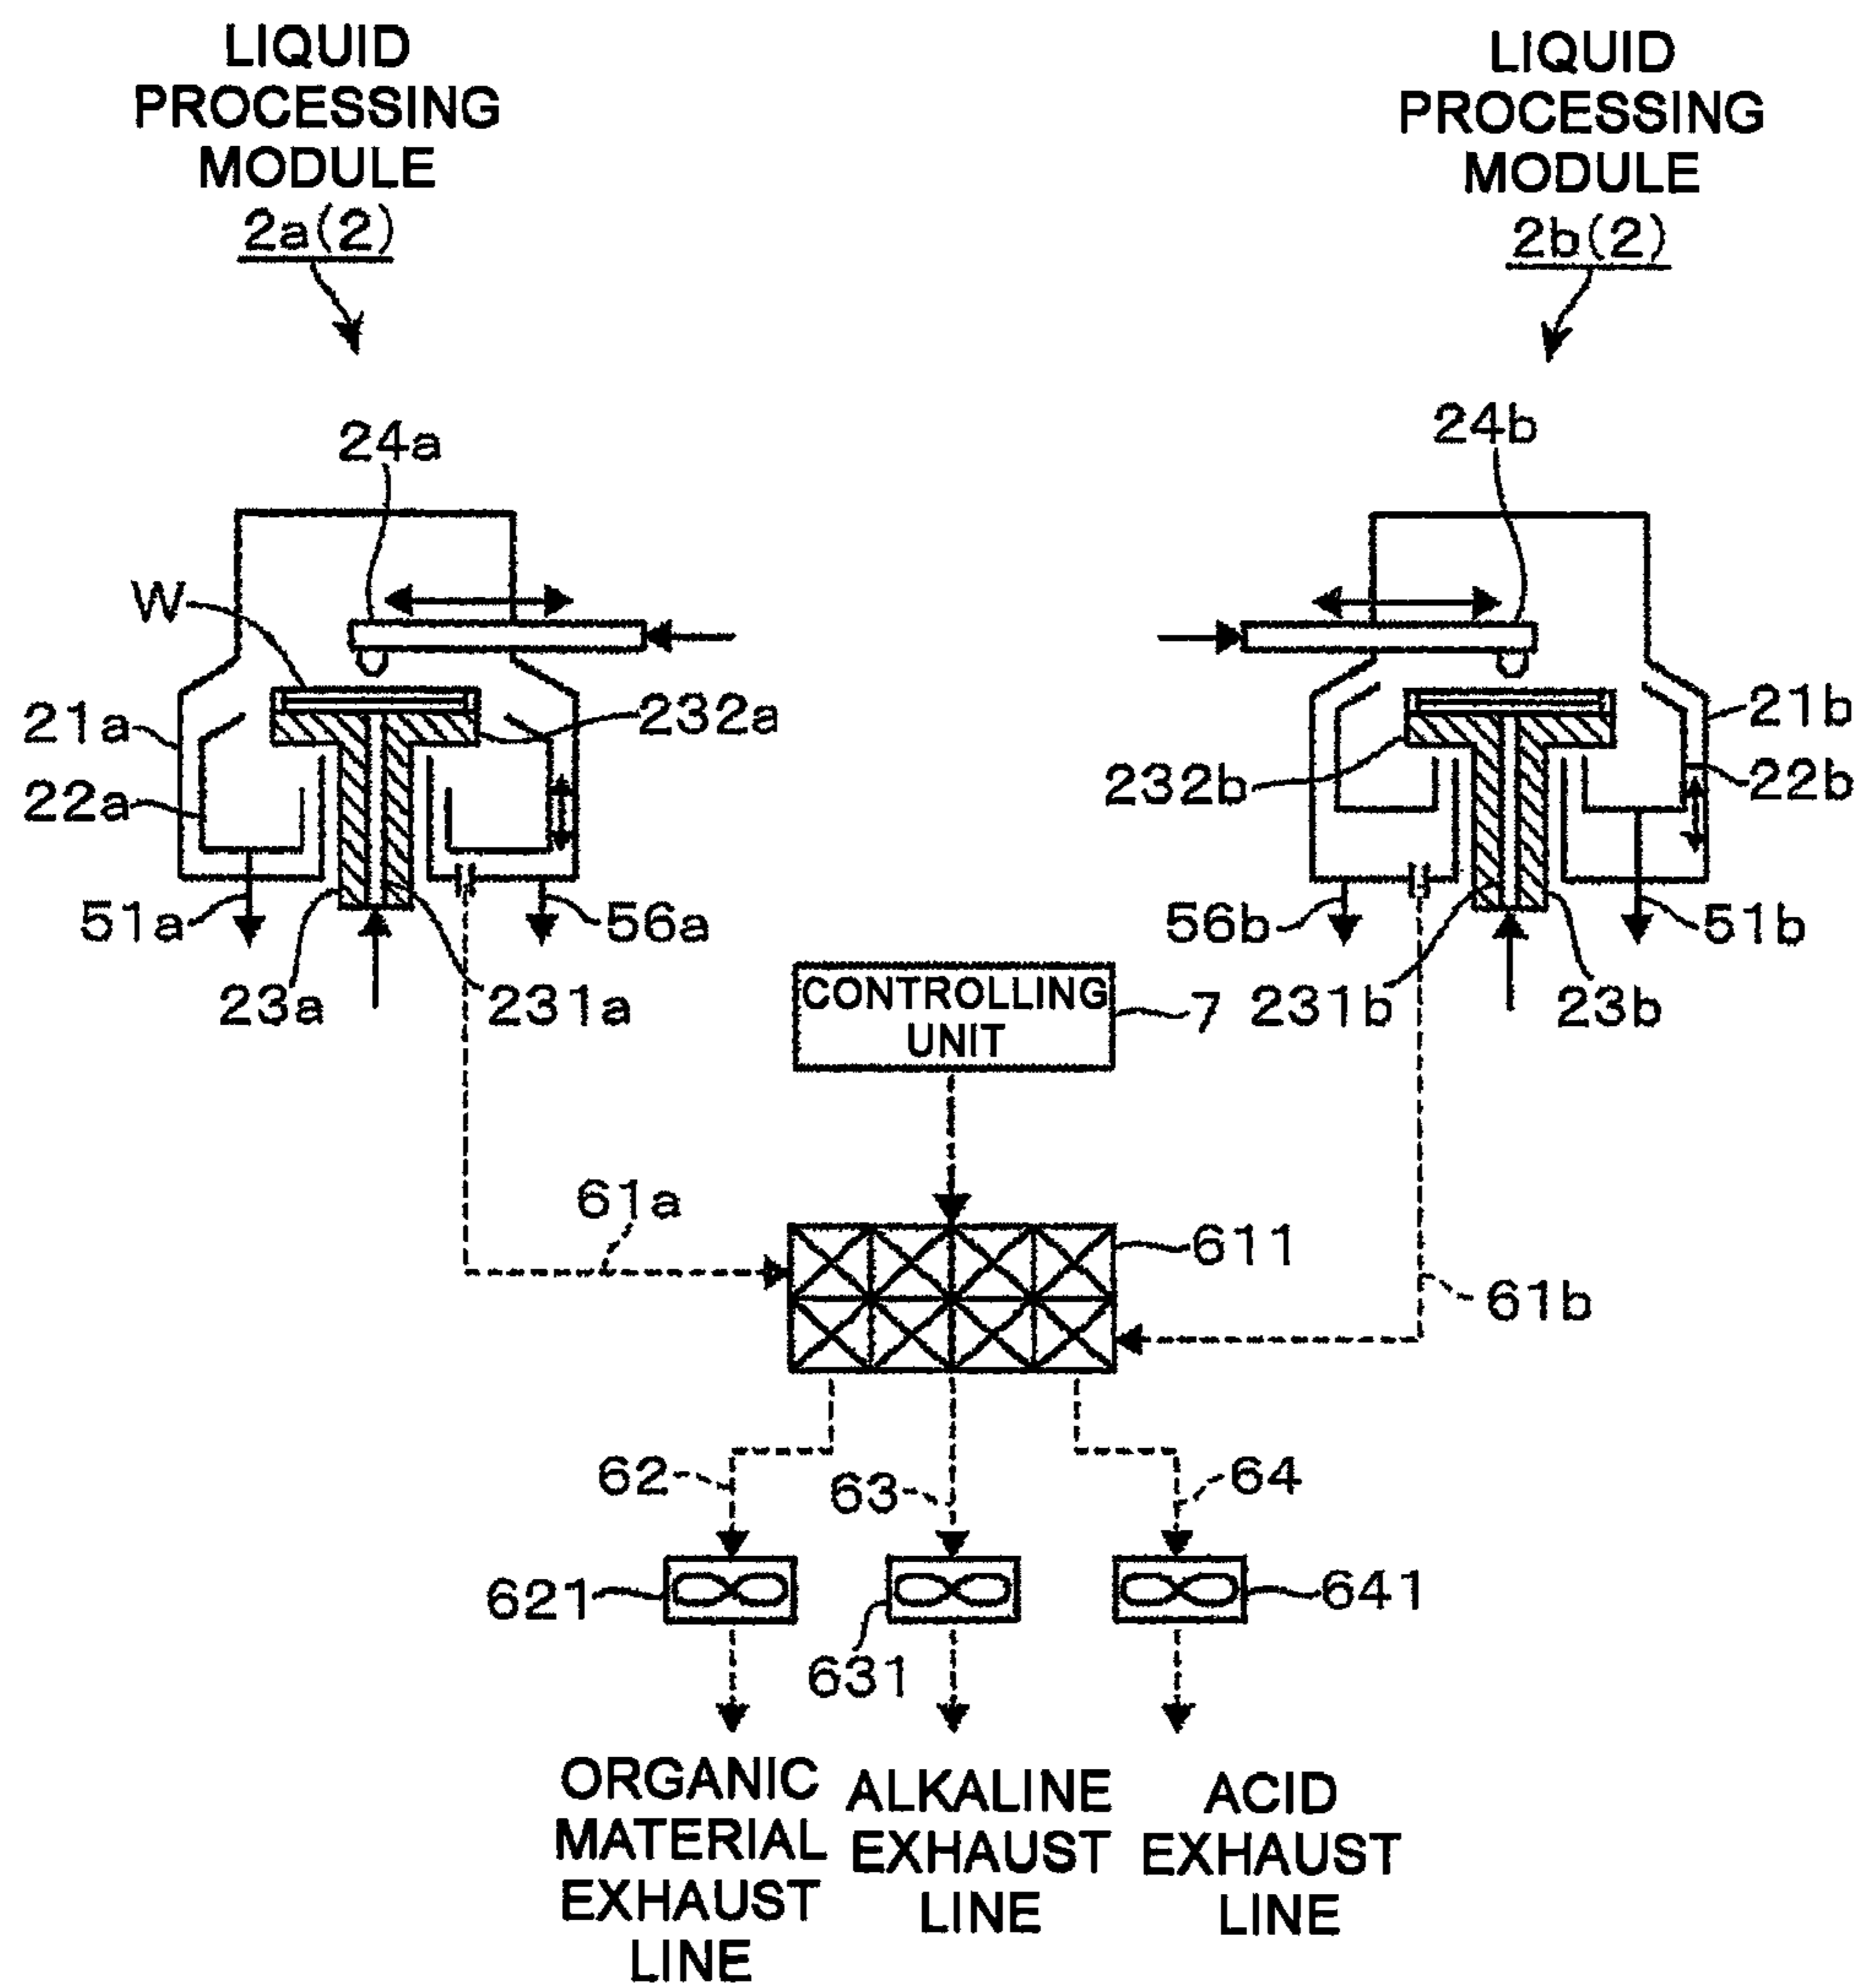 LIQUID
PROCESSING
MODULE
2a(2)
LIQUID
PROCESSING
MODULE
2b(2)
24a
24b
W
21a
232a
21b
22a
232b
22b
51a
56a
56b
51b
23a
231a
231b
23b
CONTROLLING
UNIT
7
61a
611
61b
62
63
64
621
631
641
ORGANIC
MATERIAL
EXHAUST
LINE
ALKALINE
EXHAUST
LINE
ACID
EXHAUST
LINE